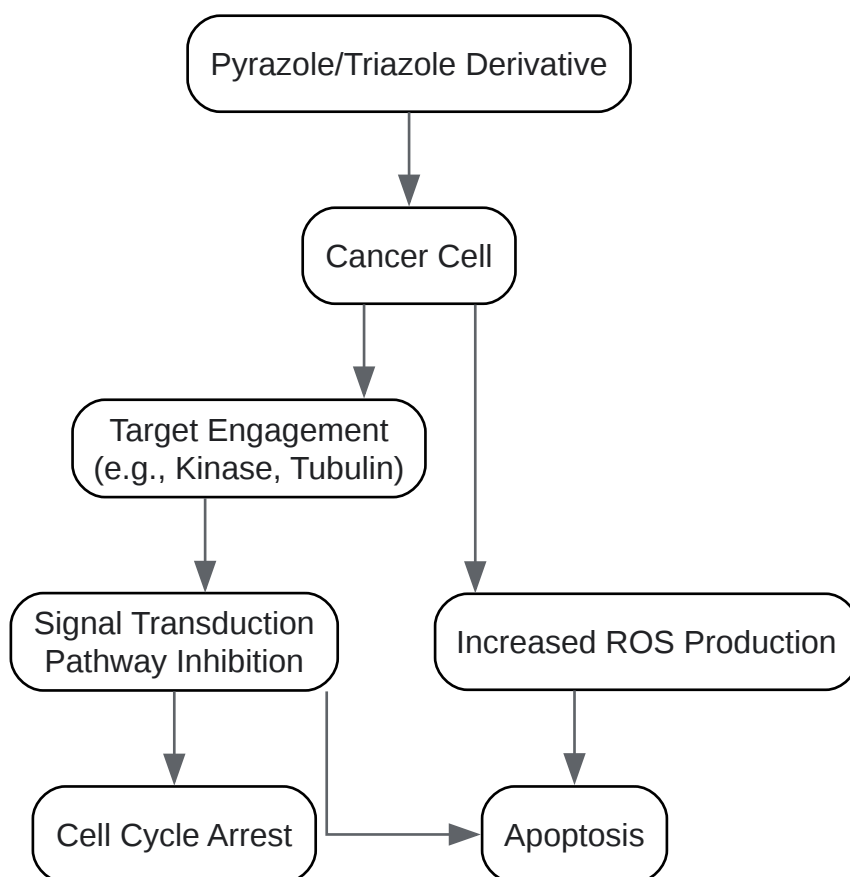 Pyrazole/Triazole Derivative
Cancer Cell
Target Engagement
(e.g., Kinase, Tubulin)
Signal Transduction
Pathway Inhibition
Increased ROS Production
Cell Cycle Arrest
Apoptosis